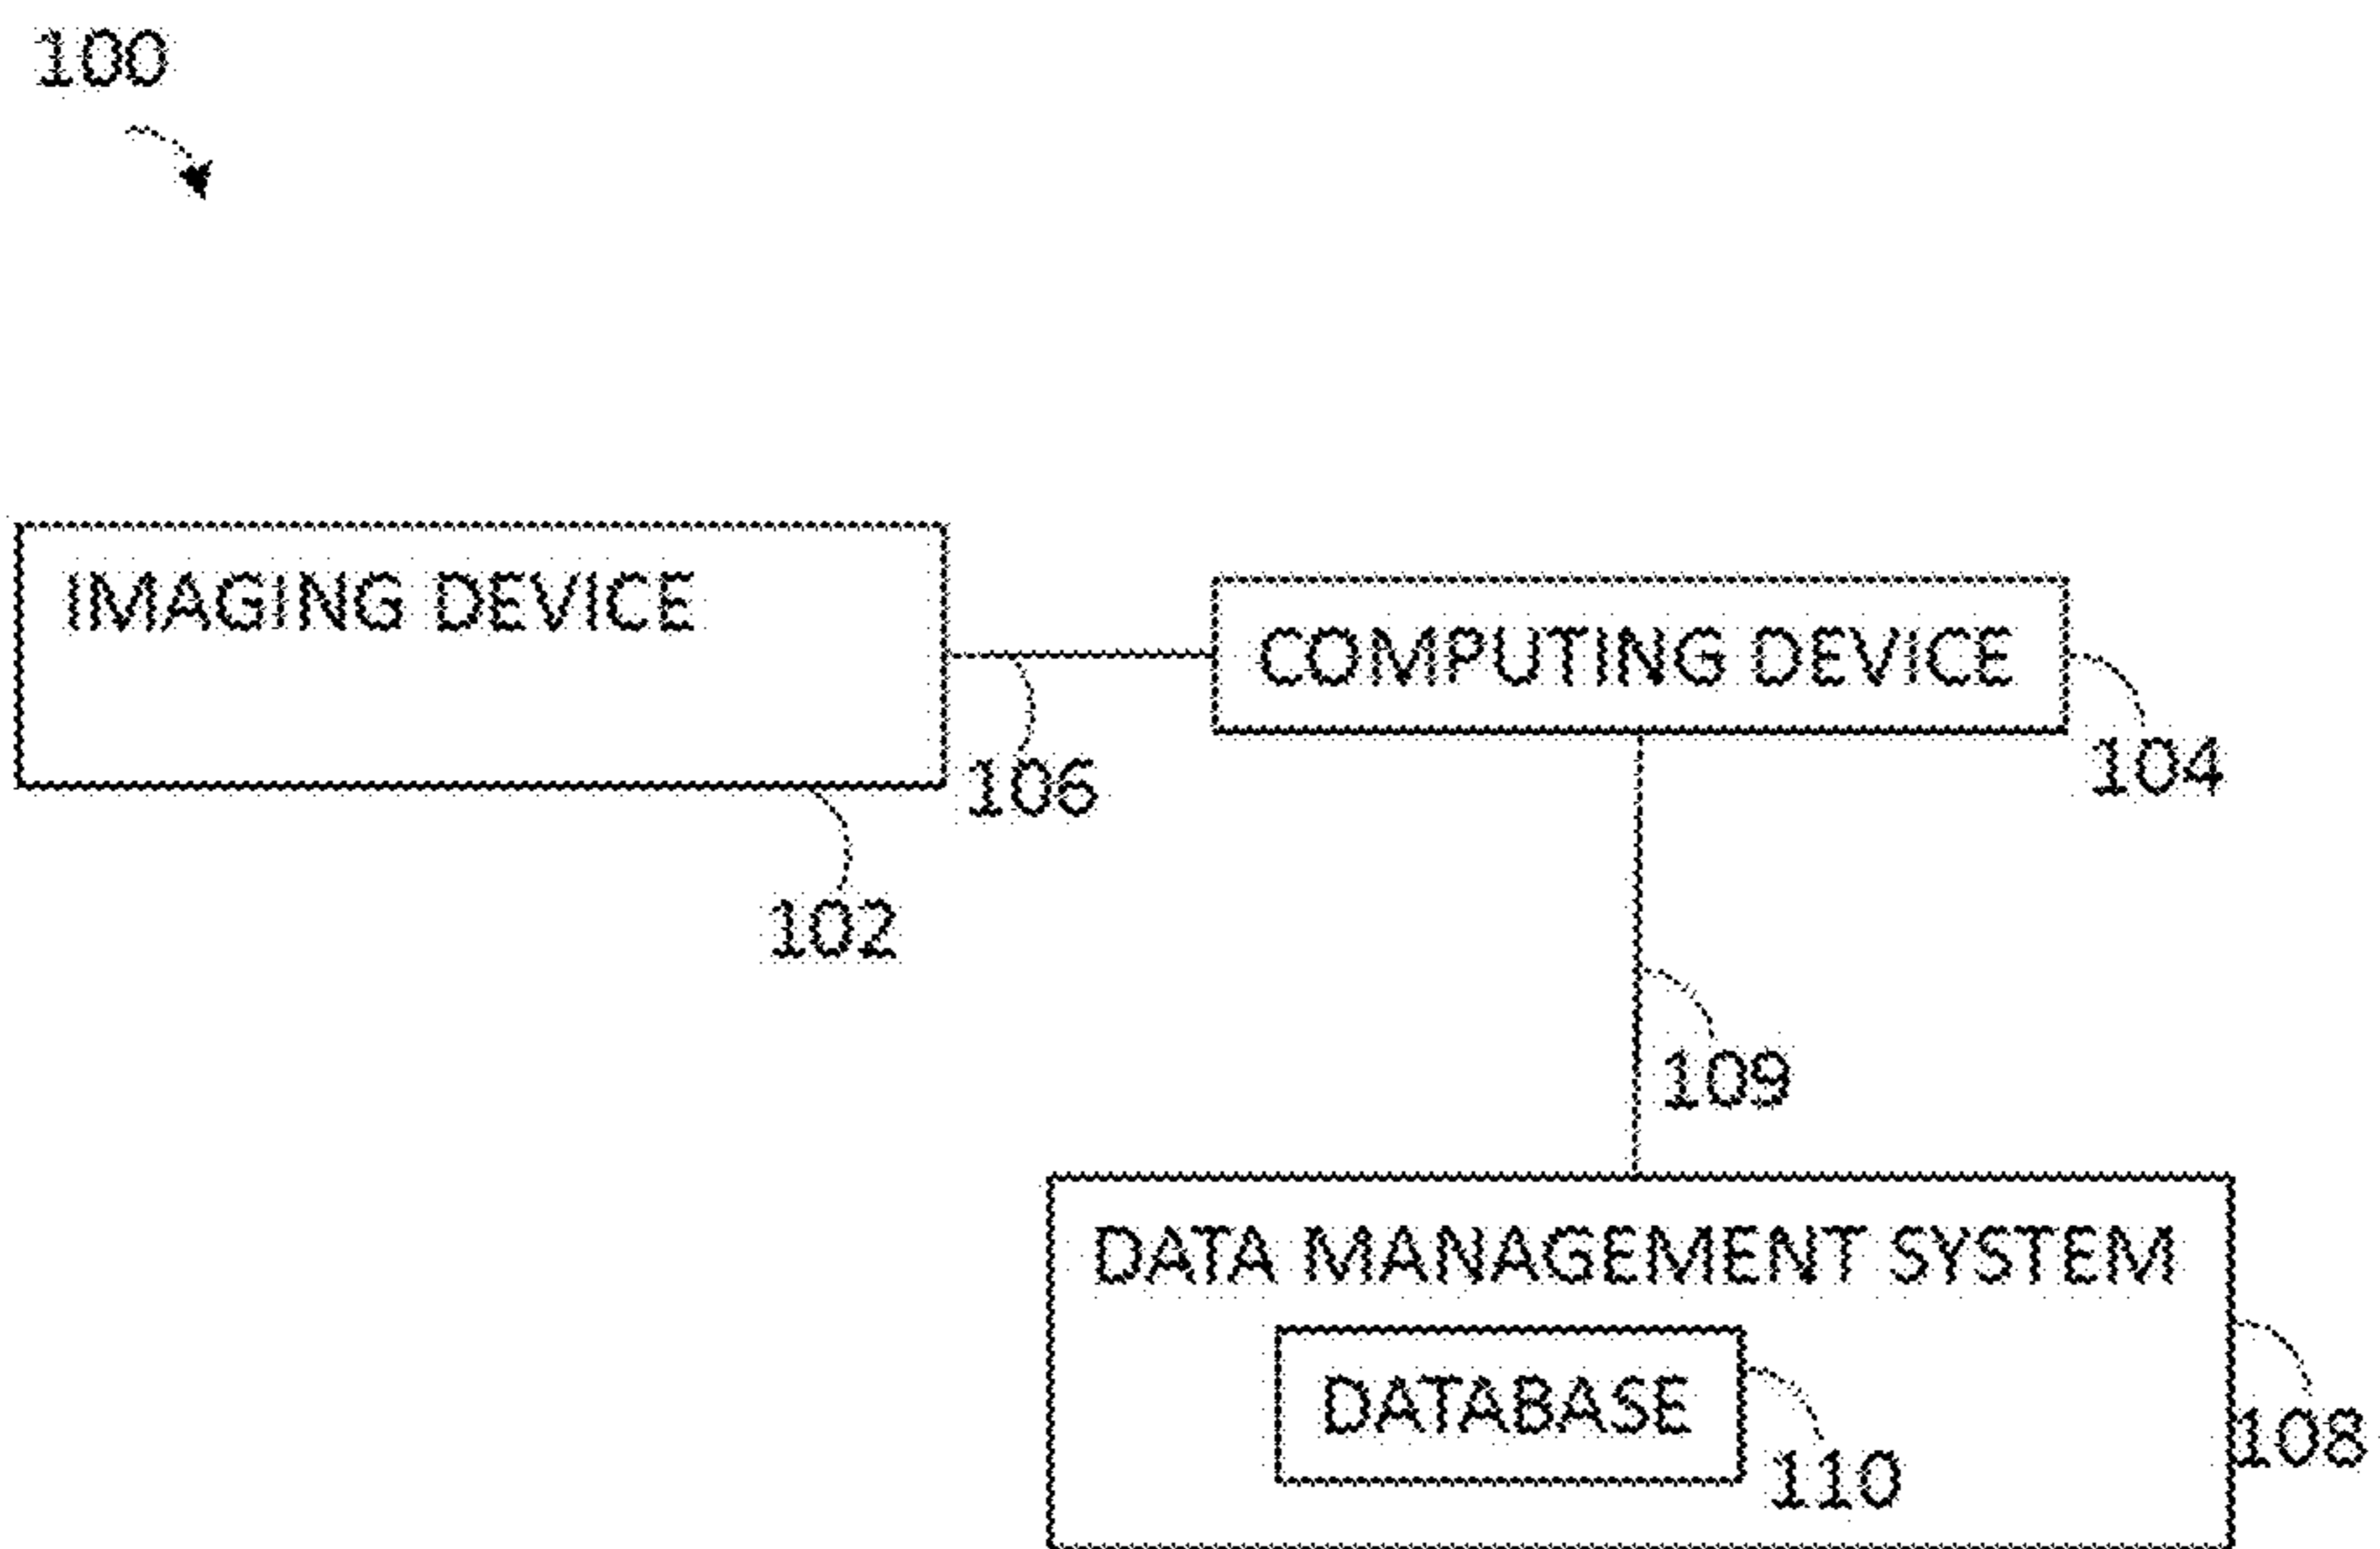 100
IMAGING DEVICE
COMPUTING DEVICE
106
104
102
109
DATA MANAGEMENT SYSTEM
DATABASE
108
110